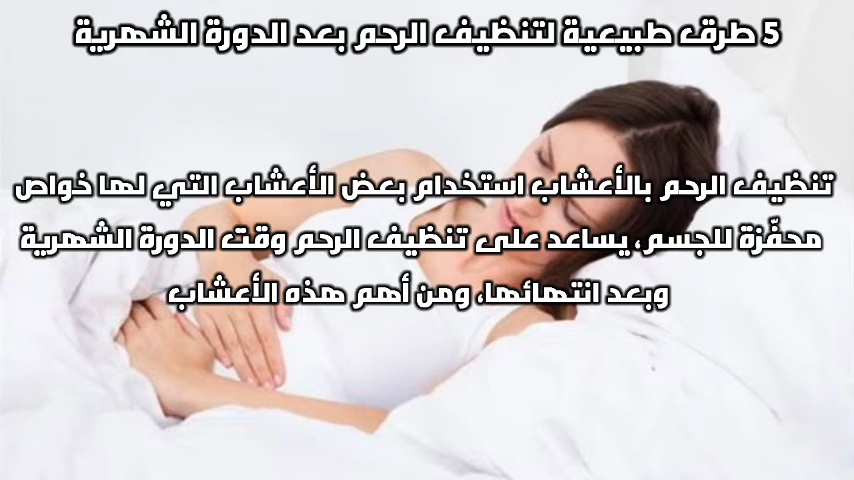 5 طرق طبيعية لتنظيف الرحم بعد الدورة الشهرية
تنظيف الرحم بالأعشاب استخدام بعض الأعشاب التي لها خواص
محفّزة للجسم، يساعد على تنظيف الرحم وقت الدورة الشهرية
وبعد انتهائها، ومن أهم هذه الأعشاب